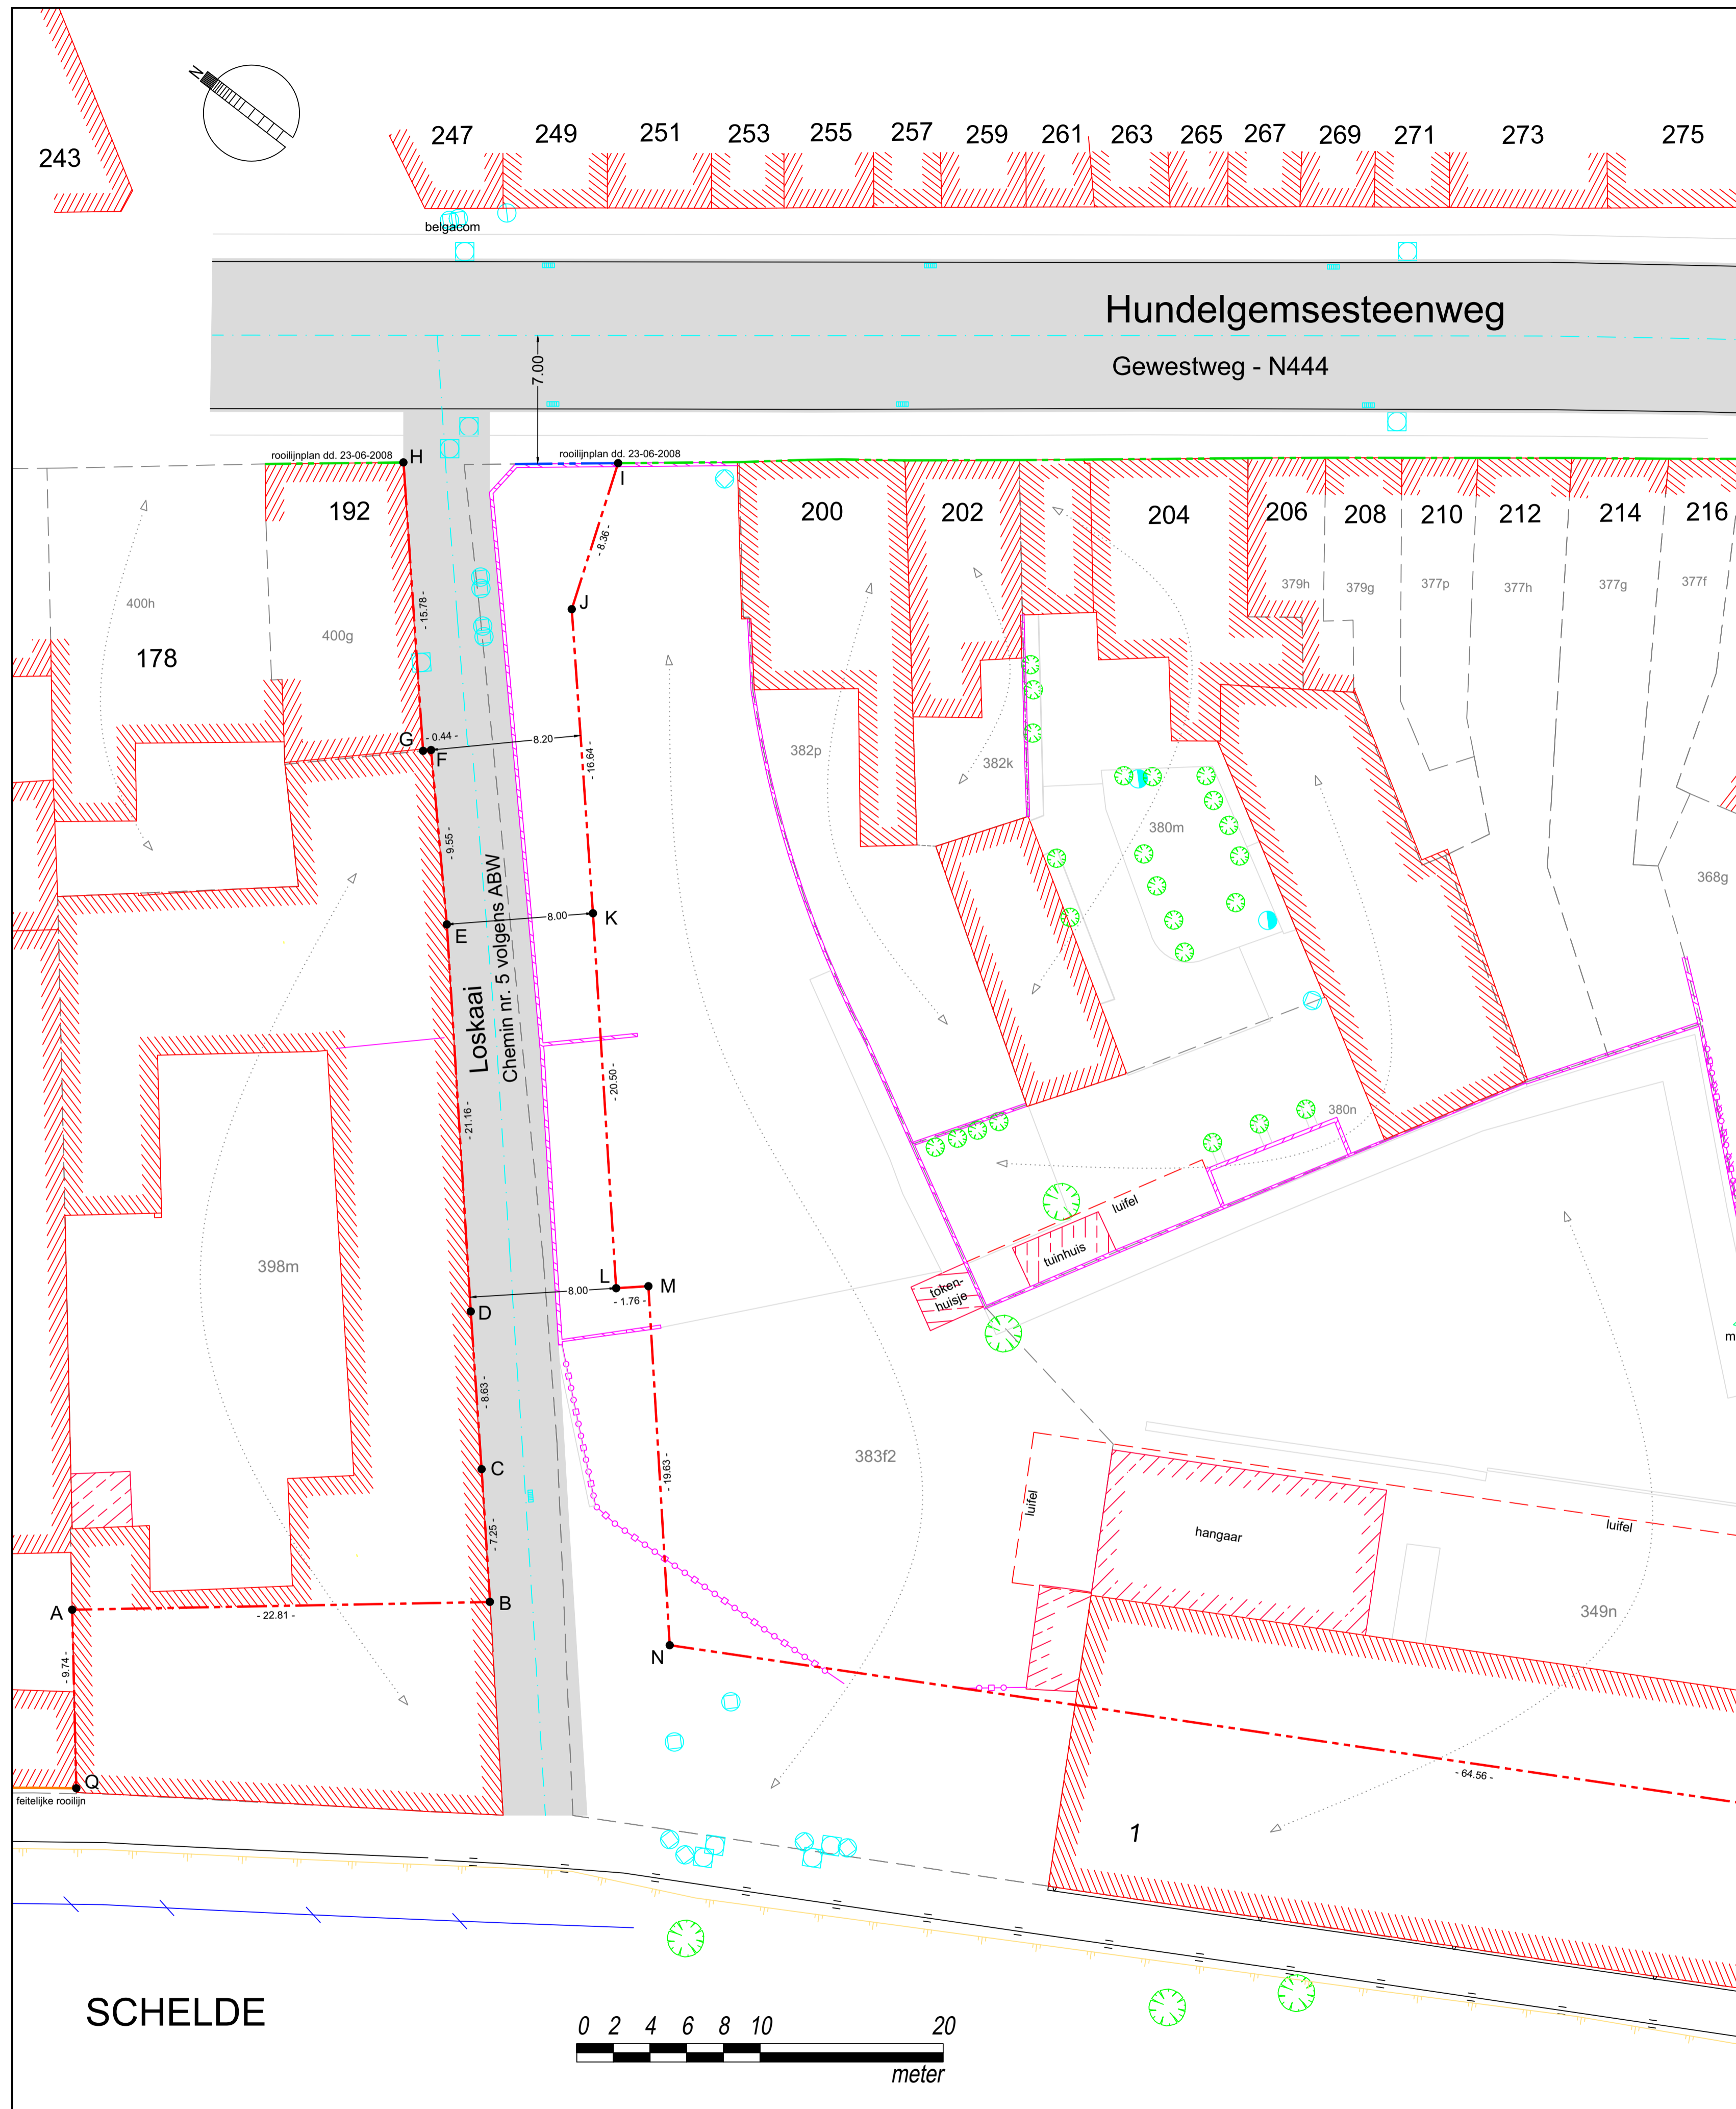 N
243
247
249
251
253
255
257
259
261
263
265
267
269
271
273
275
belgacom
Hundelgemsesteenweg
Gewestweg - N444
7.00
rooilijnplan dd. 23-06-2008
H
rooilijnplan dd. 23-06-2008
I
192
200
202
204
206
208
210
212
214
216
- 8.36 -
400h
- 15.78 -
J
379h
379g
377p
377h
377g
377f
400g
178
G
- 0.44 -
F
8.20
- 16.64 -
382p
382k
380m
- 9.55 -
368g
E
8.00
K
Loskaai
Chemin nr. 5 volgens ABW
- 20.50 -
- 21.16 -
380n
luifel
tuinhuis
token-
huisje
398m
L
M
8.00
- 1.76 -
D
m
- 8.63 -
C
- 19.63 -
383f2
luifel
hangaar
luifel
- 7.25 -
A
- 22.81 -
B
349n
- 9.74 -
N
Q
feitelijke rooilijn
- 64.56 -
1
SCHELDE
0 2 4 6 8 10 20
meter